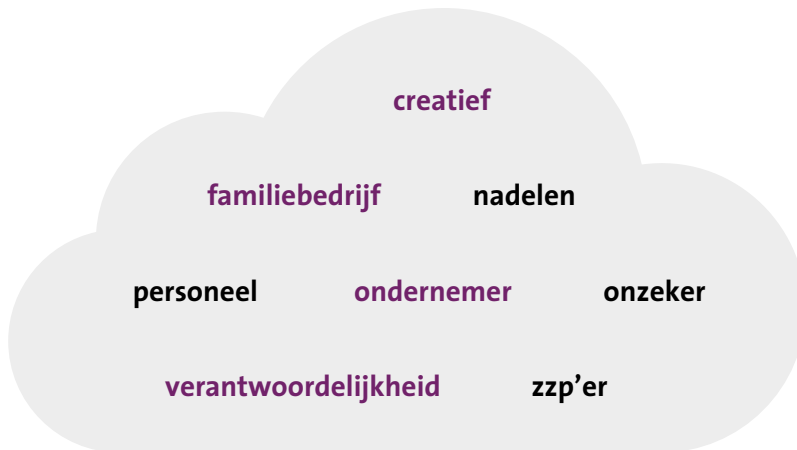 creatief
familiebedrijf nadelen
personeel ondernemer onzeker
verantwoordelijkheid zzp’er